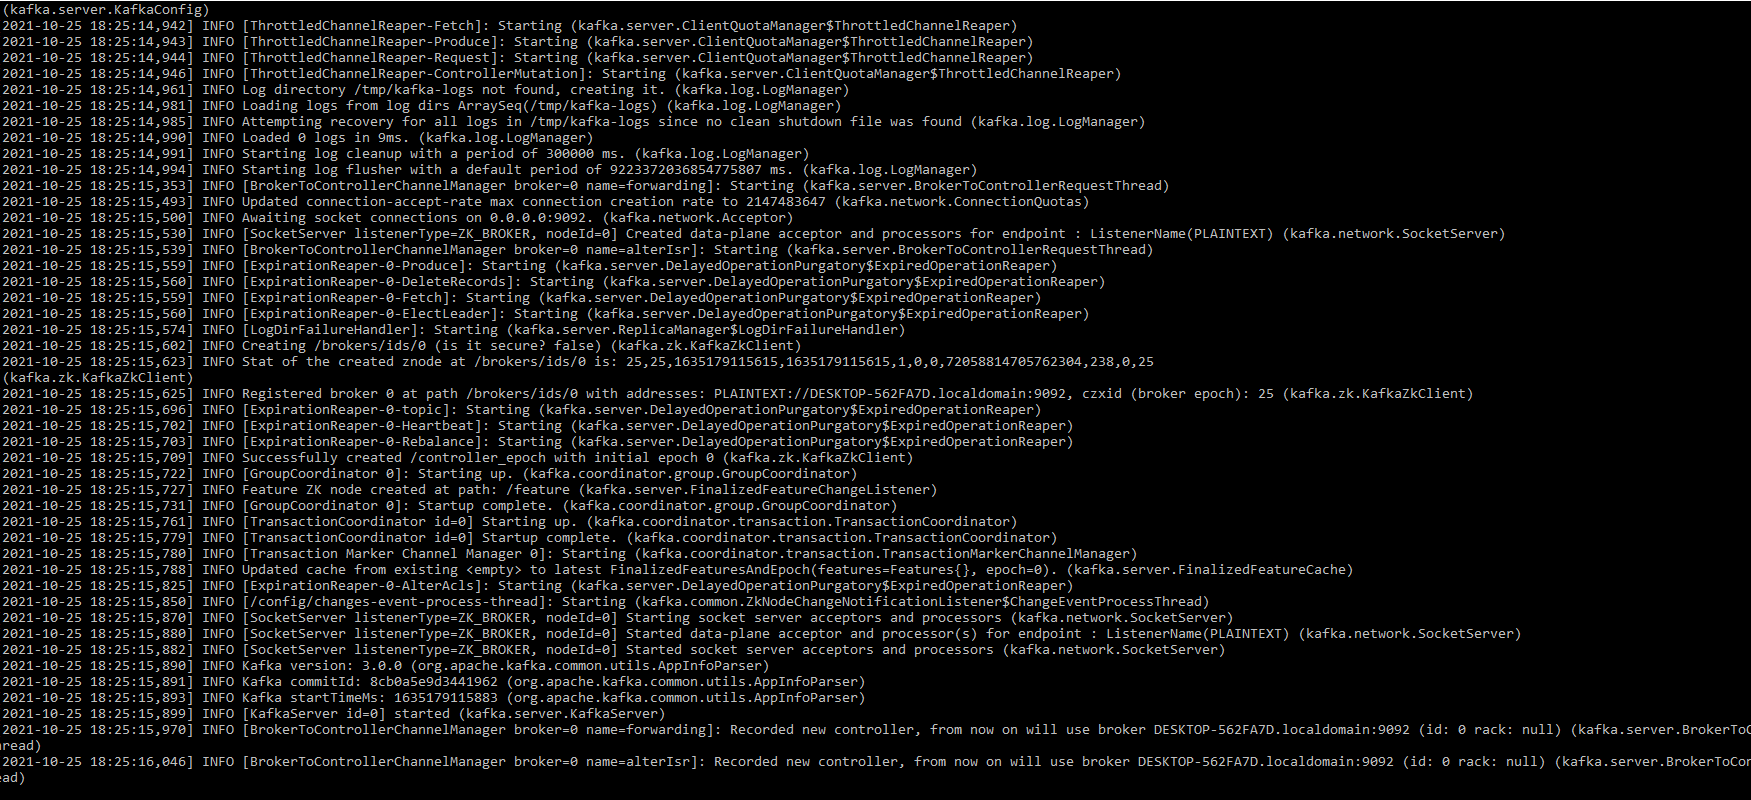 (kafka.server.KafkaConfig)
2021-10-25 18:25:14,942] INFO [ThrottledChannelReaper-Fetch]: Starting (kafka.server.ClientQuotaManager$ThrottledChannelReaper)
2021-10-25 18:25:14,943] INFO [ThrottledChannelReaper-Produce]: Starting (kafka.server.ClientQuotaManager$ThrottledChannelReaper)
2021-10-25 18:25:14,944] INFO [ThrottledChannelReaper-Request]: Starting (kafka.server.ClientQuotaManager$ThrottledChannelReaper)
2021-10-25 18:25:14,946] INFO [ThrottledChannelReaper-ControllerMutation]: Starting (kafka.server.ClientQuotaManager$ThrottledChannelReaper)
2021-10-25 18:25:14,961] INFO Log directory /tmp/kafka-logs not found, creating it. (kafka.log.LogManager)
2021-10-25 18:25:14,981] INFO Loading logs from log dirs ArraySeq(/tmp/kafka-logs) (kafka.log.LogManager)
2021-10-25 18:25:14,985] INFO Attempting recovery for all logs in /tmp/kafka-logs since no clean shutdown file was found (kafka.log.LogManager)
2021-10-25 18:25:14,990] INFO Loaded 0 logs in 9ms. (kafka.log.LogManager)
2021-10-25 18:25:14,991] INFO Starting log cleanup with a period of 300000 ms. (kafka.log.LogManager)
2021-10-25 18:25:14,994] INFO Starting log flusher with a default period of 9223372036854775807 ms. (kafka.log.LogManager)
2021-10-25 18:25:15,353] INFO [BrokerToControllerChannelManager broker=0 name=forwarding]: Starting (kafka.server.BrokerToControllerRequestThread)
2021-10-25 18:25:15,493] INFO Updated connection-accept-rate max connection creation rate to 2147483647 (kafka.network.ConnectionQuotas)
2021-10-25 18:25:15,500] INFO Awaiting socket connections on 0.0.0.0:9092. (kafka.network.Acceptor)
2021-10-25 18:25:15,530] INFO [SocketServer listenerType=ZK_BROKER, nodeId=0] Created data-plane acceptor and processors for endpoint : ListenerName(PLAINTEXT) (kafka.network.SocketServer)
2021-10-25 18:25:15,539] INFO [BrokerToControllerChannelManager broker=0 name=alterIsr]: Starting (kafka.server.BrokerToControllerRequestThread)
2021-10-25 18:25:15,559] INFO [ExpirationReaper-0-Produce]: Starting (kafka.server.DelayedOperationPurgatory$ExpiredOperationReaper)
2021-10-25 18:25:15,560] INFO [ExpirationReaper-0-DeleteRecords]: Starting (kafka.server.DelayedOperationPurgatory$ExpiredOperationReaper)
2021-10-25 18:25:15,559] INFO [ExpirationReaper-0-Fetch]: Starting (kafka.server.DelayedOperationPurgatory$ExpiredOperationReaper)
2021-10-25 18:25:15,560] INFO [ExpirationReaper-0-ElectLeader]: Starting (kafka.server.DelayedOperationPurgatory$ExpiredOperationReaper)
2021-10-25 18:25:15,574] INFO [LogDirFailureHandler]: Starting (kafka.server.ReplicaManager$LogDirFailureHandler)
2021-10-25 18:25:15,602] INFO Creating /brokers/ids/0 (is it secure? false) (kafka.zk.KafkaZkClient)
2021-10-25 18:25:15,623] INFO Stat of the created znode at /brokers/ids/0 is: 25,25,1635179115615,1635179115615,1,0,0,72058814705762304,238,0,25
(kafka.zk.KafkaZkClient)
2021-10-25 18:25:15,625] INFO Registered broker 0 at path /brokers/ids/0 with addresses: PLAINTEXT://DESKTOP-562FA7D.localdomain:9092, czxid (broker epoch): 25 (kafka.zk.KafkaZkClient)
2021-10-25 18:25:15,696] INFO [ExpirationReaper-0-topic]: Starting (kafka.server.DelayedOperationPurgatory$ExpiredOperationReaper)
2021-10-25 18:25:15,702] INFO [ExpirationReaper-0-Heartbeat]: Starting (kafka.server.DelayedOperationPurgatory$ExpiredOperationReaper)
2021-10-25 18:25:15,703] INFO [ExpirationReaper-0-Rebalance]: Starting (kafka.server.DelayedOperationPurgatory$ExpiredOperationReaper)
2021-10-25 18:25:15,709] INFO Successfully created /controller_epoch with initial epoch 0 (kafka.zk.KafkaZkClient)
2021-10-25 18:25:15,722] INFO [GroupCoordinator 0]: Starting up. (kafka.coordinator.group.GroupCoordinator)
2021-10-25 18:25:15,727] INFO Feature ZK node created at path: /feature (kafka.server.FinalizedFeatureChangeListener)
2021-10-25 18:25:15,731] INFO [GroupCoordinator 0]: Startup complete. (kafka.coordinator.group.GroupCoordinator)
2021-10-25 18:25:15,761] INFO [TransactionCoordinator id=0] Starting up. (kafka.coordinator.transaction.TransactionCoordinator)
2021-10-25 18:25:15,779] INFO [TransactionCoordinator id=0] Startup complete. (kafka.coordinator.transaction.TransactionCoordinator)
2021-10-25 18:25:15,780] INFO [Transaction Marker Channel Manager 0]: Starting (kafka.coordinator.transaction.TransactionMarkerChannelManager)
2021-10-25 18:25:15,788] INFO Updated cache from existing <empty> to latest FinalizedFeaturesAndEpoch(features=Features{}, epoch=0). (kafka.server.FinalizedFeatureCache)
2021-10-25 18:25:15,825] INFO [ExpirationReaper-0-AlterAcls]: Starting (kafka.server.DelayedOperationPurgatory$ExpiredOperationReaper)
2021-10-25 18:25:15,850] INFO [/config/changes-event-process-thread]: Starting (kafka.common.ZkNodeChangeNotificationListener$ChangeEventProcessThread)
2021-10-25 18:25:15,870] INFO [SocketServer listenerType=ZK_BROKER, nodeId=0] Starting socket server acceptors and processors (kafka.network.SocketServer)
2021-10-25 18:25:15,880] INFO [SocketServer listenerType=ZK_BROKER, nodeId=0] Started data-plane acceptor and processor(s) for endpoint : ListenerName(PLAINTEXT) (kafka.network.SocketServer)
2021-10-25 18:25:15,882] INFO [SocketServer listenerType=ZK_BROKER, nodeId=0] Started socket server acceptors and processors (kafka.network.SocketServer)
2021-10-25 18:25:15,890] INFO Kafka version: 3.0.0 (org.apache.kafka.common.utils.AppInfoParser)
2021-10-25 18:25:15,891] INFO Kafka commitId: 8cb0a5e9d3441962 (org.apache.kafka.common.utils.AppInfoParser)
2021-10-25 18:25:15,893] INFO Kafka startTimeMs: 1635179115883 (org.apache.kafka.common.utils.AppInfoParser)
2021-10-25 18:25:15,899] INFO [KafkaServer id=0] started (kafka.server.KafkaServer)
2021-10-25 18:25:15,970] INFO [BrokerToControllerChannelManager broker=0 name=forwarding]: Recorded new controller, from now on will use broker DESKTOP-562FA7D.localdomain:9092 (id: 0 rack: null) (kafka.server.BrokerToC
hread)
2021-10-25 18:25:16,046] INFO [BrokerToControllerChannelManager broker=0 name=alterIsr]: Recorded new controller, from now on will use broker DESKTOP-562FA7D.localdomain:9092 (id: 0 rack: null) (kafka.server.BrokerToCon
ead)